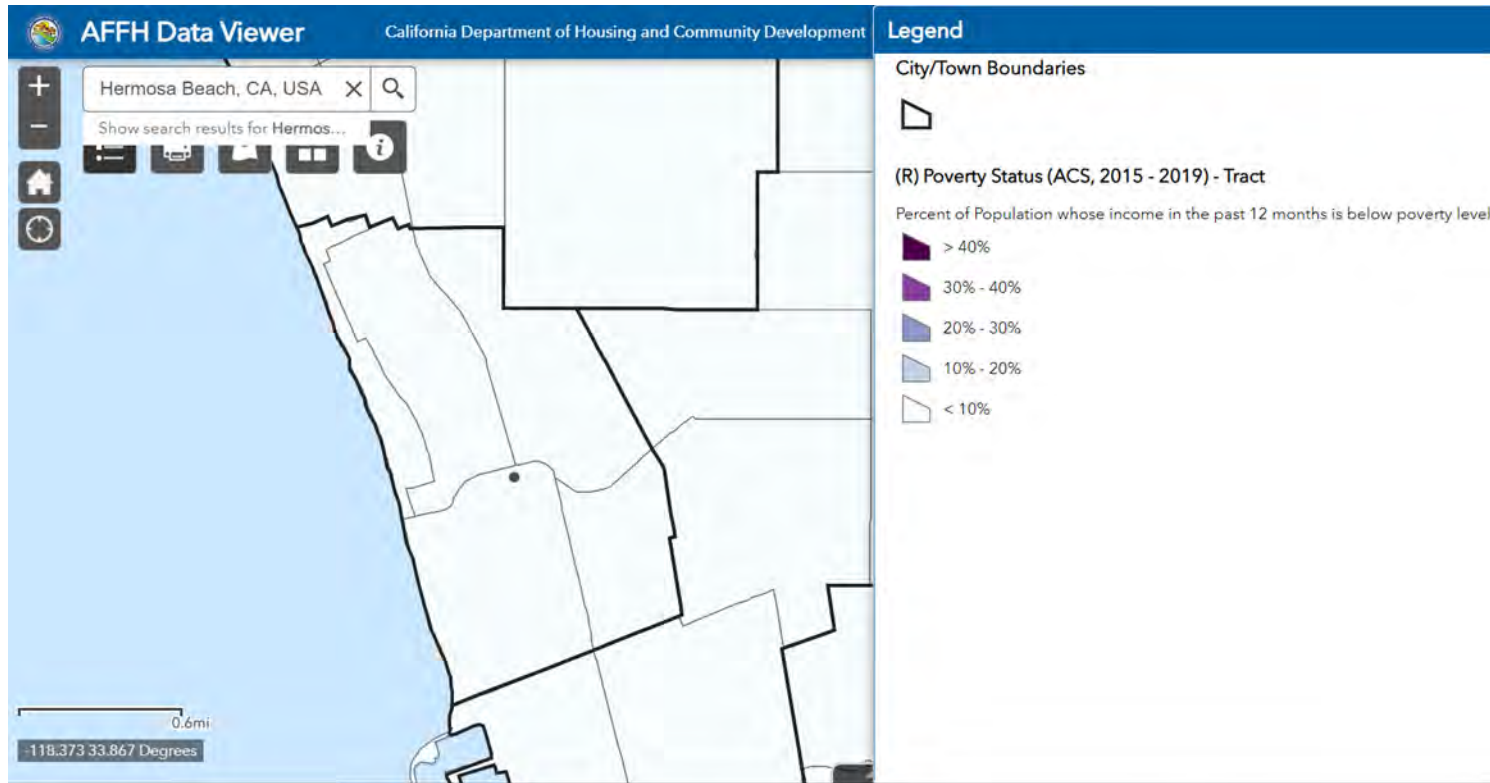 AFFH Data Viewer
California Department of Housing and Community Development
Hermosa Beach, CA, USA
Show search results for Hermos...
0.6mi
-118.373 33.867 Degrees
Legend
City/Town Boundaries
(R) Poverty Status (ACS, 2015 - 2019) - Tract
Percent of Population whose income in the past 12 months is below poverty level
> 40%
30% - 40%
20% - 30%
10% - 20%
< 10%